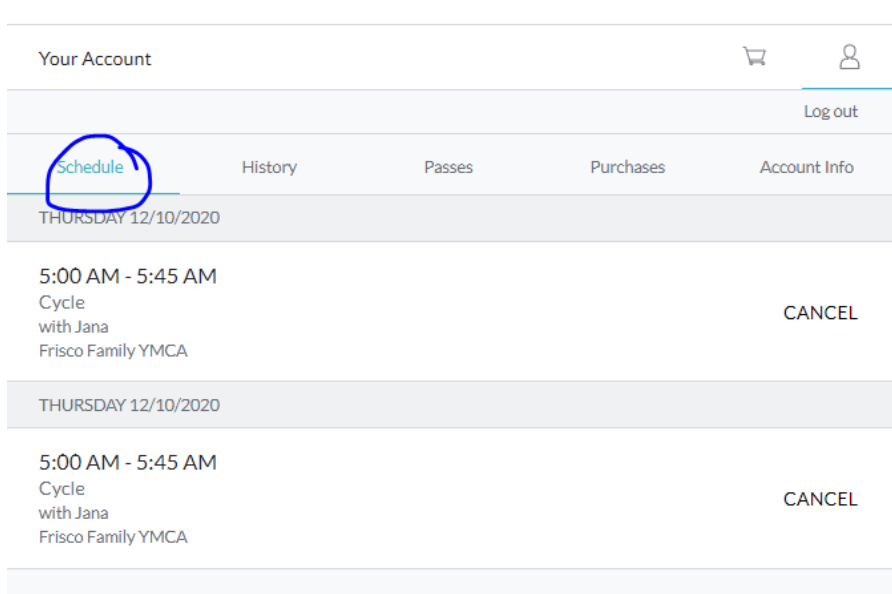 Your Account
Log out
Schedule History Passes Purchases Account Info
THURSDAY 12/10/2020
5:00 AM - 5:45 AM
Cycle
with Jana
Frisco Family YMCA
CANCEL
THURSDAY 12/10/2020
5:00 AM - 5:45 AM
Cycle
with Jana
Frisco Family YMCA
CANCEL